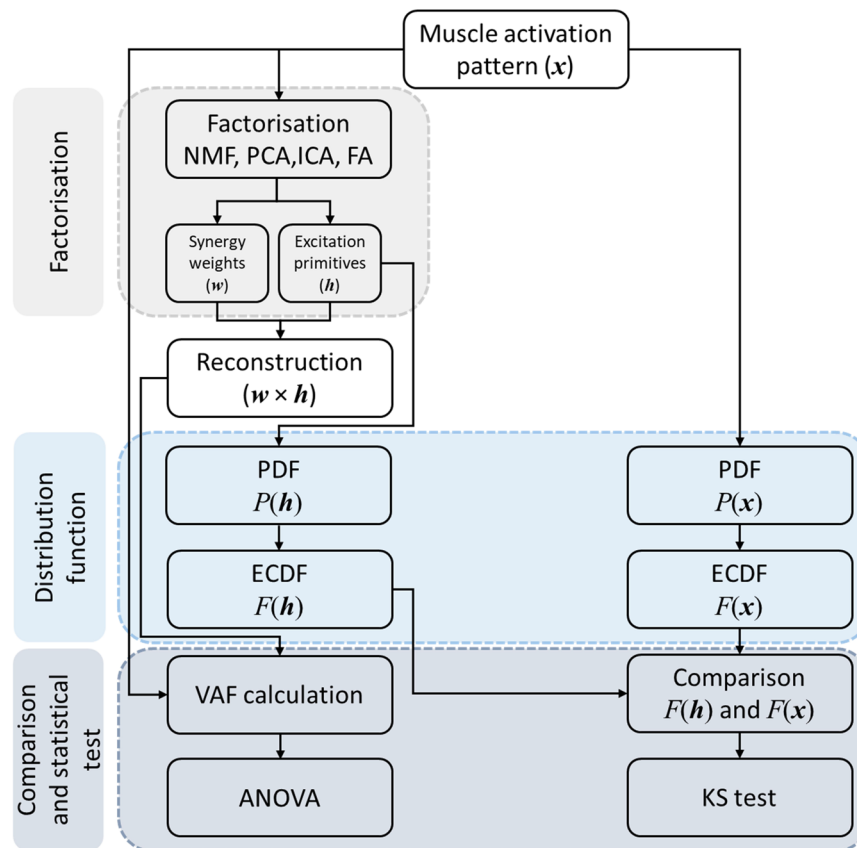 Muscle activation
pattern (x)
Factorisation
Factorisation
NMF, PCA,ICA, FA
Synergy
weights
(w)
Excitation
primitives
(h)
Reconstruction
(w × h)
Distribution
function
PDF
P(h)
PDF
P(x)
ECDF
F(h)
ECDF
F(x)
Comparison
and statistical
test
VAF calculation
Comparison
F(h) and F(x)
ANOVA
KS test